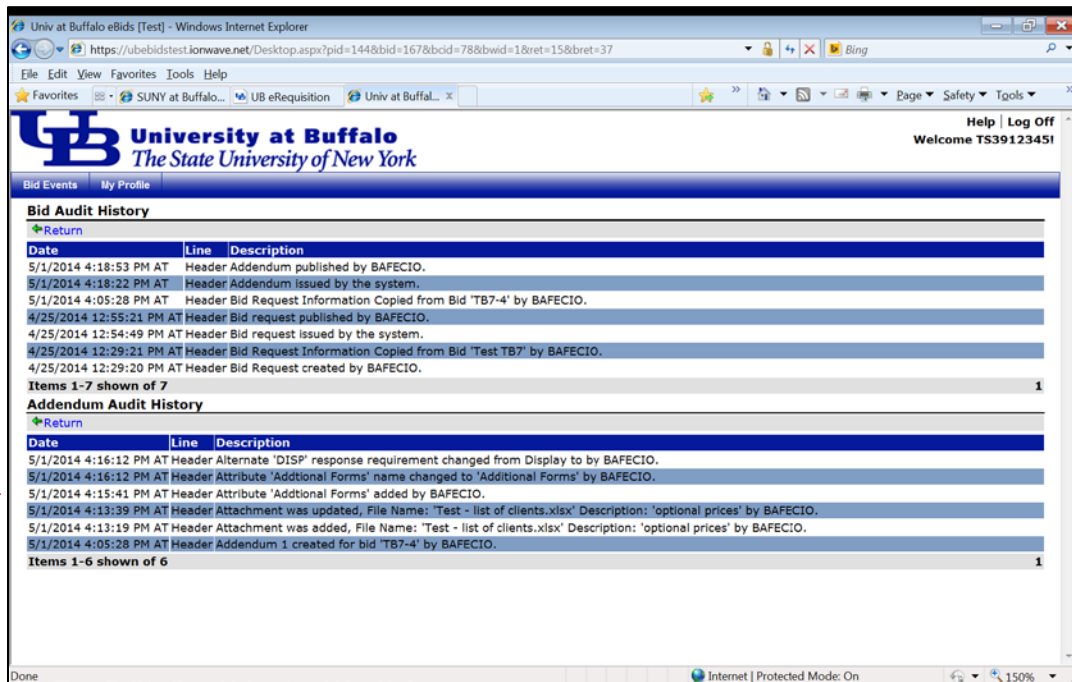 Univ at Buffalo eBids [Test] - Windows Internet Explorer
https://ubebidstest.ionwave.net/Desktop.aspx?pid=144&bid=167&bcid=78&bwid=1&ret=15&bret=37
Bing
File Edit View Favorites Tools Help
Favorites SUNY at Buffalo... UB eRequisition Univ at Buffal... Page Safety Tools
Help | Log Off
Welcome TS3912345!
UB University at Buffalo
The State University of New York
Bid Events My Profile
Bid Audit History
Return
Date Line Description
5/1/2014 4:18:53 PM AT Header Addendum published by BAFECIO.
5/1/2014 4:18:22 PM AT Header Addendum issued by the system.
5/1/2014 4:05:28 PM AT Header Bid Request Information Copied from Bid 'TB7-4' by BAFECIO.
4/25/2014 12:55:21 PM AT Header Bid request published by BAFECIO.
4/25/2014 12:54:49 PM AT Header Bid request issued by the system.
4/25/2014 12:29:21 PM AT Header Bid Request Information Copied from Bid 'Test TB7' by BAFECIO.
4/25/2014 12:29:20 PM AT Header Bid Request created by BAFECIO.
Items 1-7 shown of 7 1
Addendum Audit History
Return
Date Line Description
5/1/2014 4:16:12 PM AT Header Alternate 'DISP' response requirement changed from Display to by BAFECIO.
5/1/2014 4:16:12 PM AT Header Attribute 'Addtional Forms' name changed to 'Additional Forms' by BAFECIO.
5/1/2014 4:15:41 PM AT Header Attribute 'Addtional Forms' added by BAFECIO.
5/1/2014 4:13:39 PM AT Header Attachment was updated, File Name: 'Test - list of clients.xlsx' Description: 'optional prices' by BAFECIO.
5/1/2014 4:13:19 PM AT Header Attachment was added, File Name: 'Test - list of clients.xlsx' Description: 'optional prices' by BAFECIO.
5/1/2014 4:05:28 PM AT Header Addendum 1 created for bid 'TB7-4' by BAFECIO.
Items 1-6 shown of 6 1
Done Internet | Protected Mode: On 150%